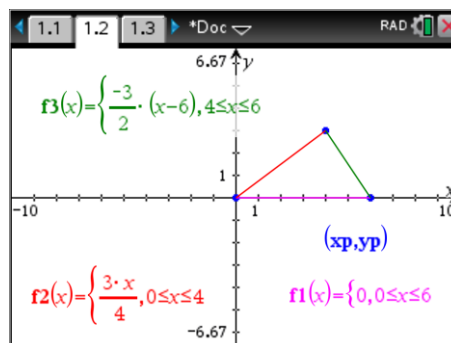 1.1 1.2 1.3 *Doc RAD
6.67 y
f3(x)={-3/2·(x-6),4≤x≤6
1
x
-10 1 10
(xp,yp)
f2(x)={3·x/4,0≤x≤4 f1(x)={0,0≤x≤6
-6.67